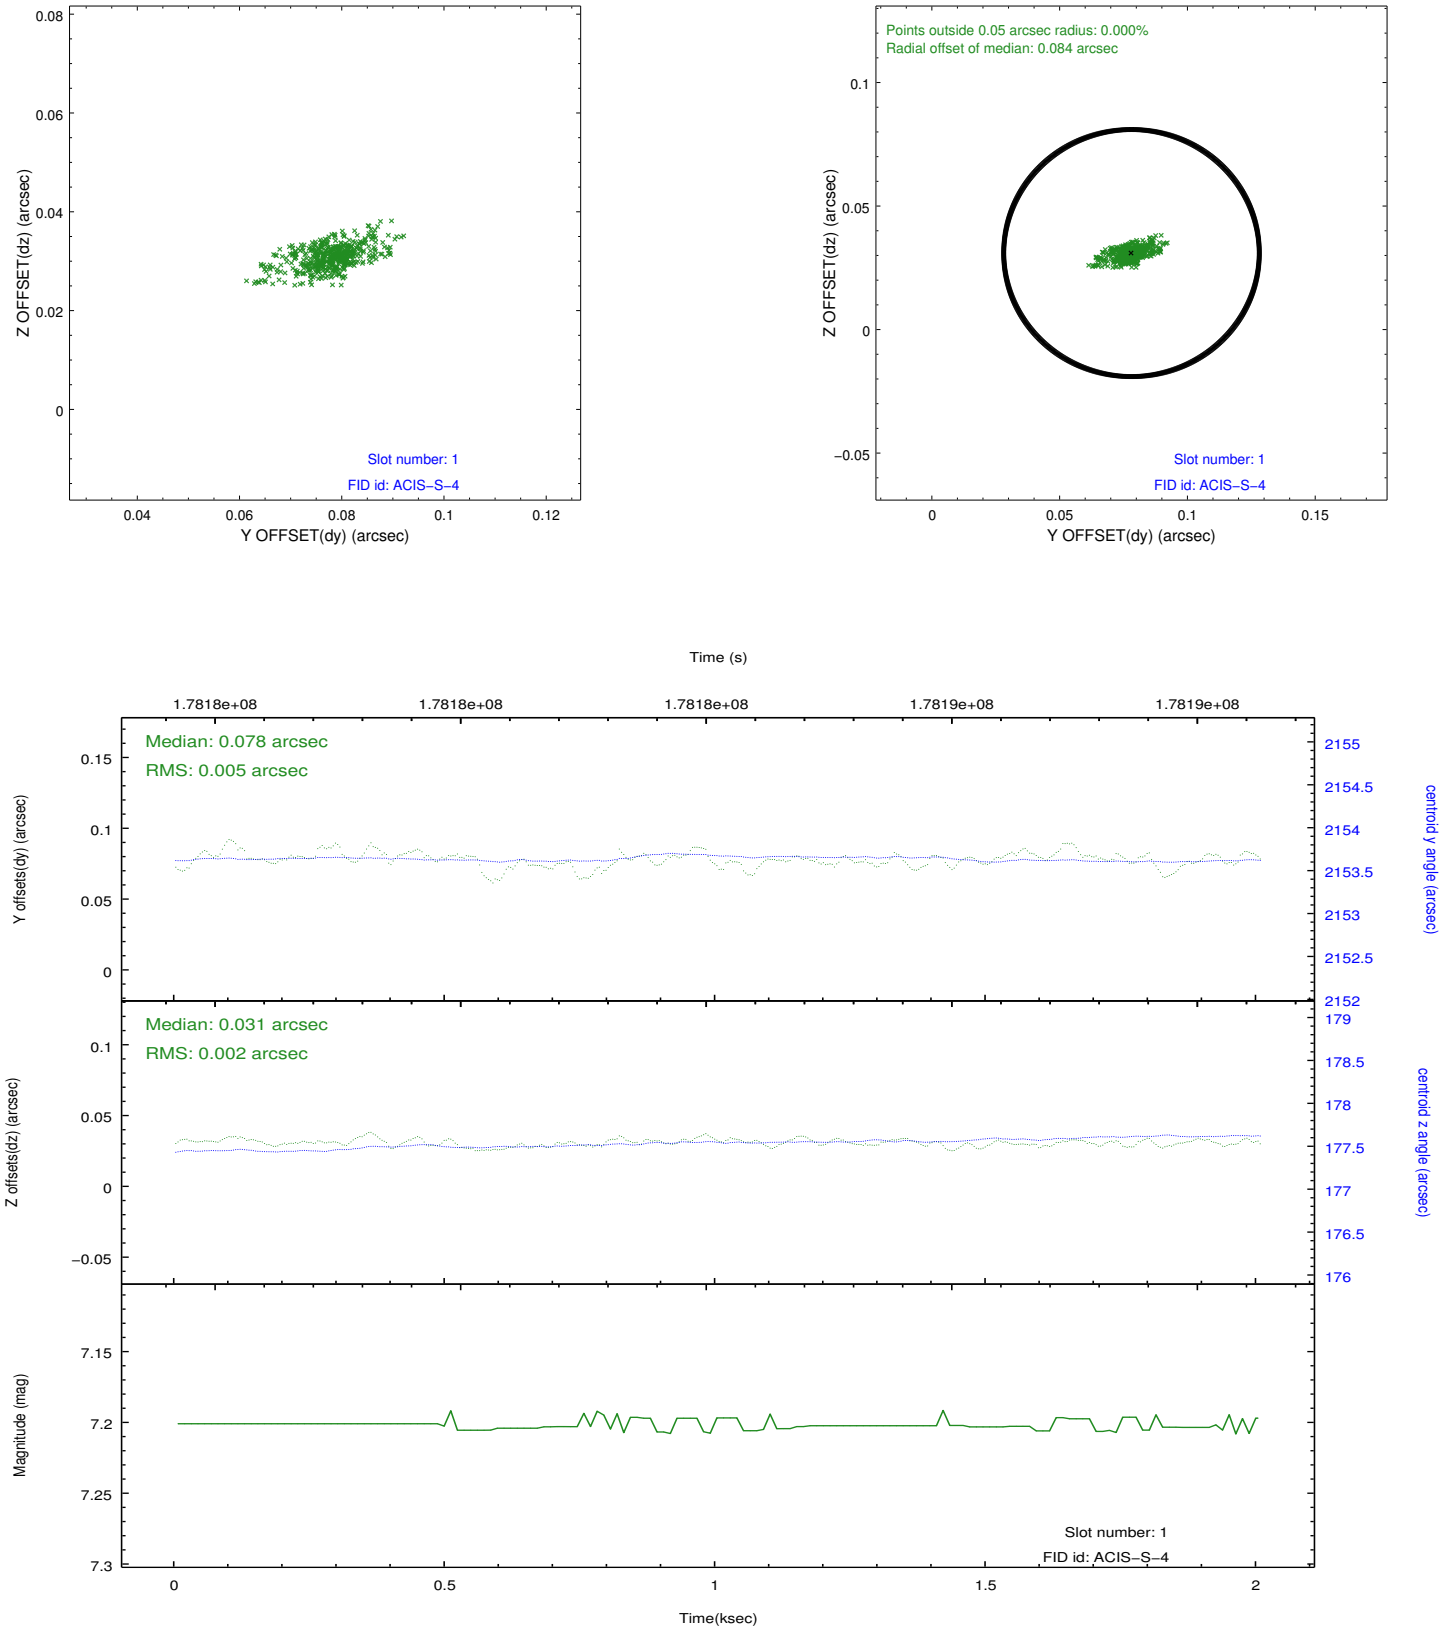 0.08
0.06
0.04
0.02
0
Z OFFSET(dz) (arcsec)
Slot number: 1
FID id: ACIS−S−4
0.04 0.06 0.08 0.1 0.12
Y OFFSET(dy) (arcsec)
Points outside 0.05 arcsec radius: 0.000%
Radial offset of median: 0.084 arcsec
0.1
0.05
0
−0.05
Z OFFSET(dz) (arcsec)
Slot number: 1
FID id: ACIS−S−4
0 0.05 0.1 0.15
Y OFFSET(dy) (arcsec)
Time (s)
1.7818e+08 1.7818e+08 1.7818e+08 1.7819e+08 1.7819e+08
Median: 0.078 arcsec
RMS: 0.005 arcsec
0.15
0.1
0.05
0
Y offsets(dy) (arcsec)
2155
2154.5
2154
2153.5
2153
2152.5
2152
centroid y angle (arcsec)
Median: 0.031 arcsec
RMS: 0.002 arcsec
0.1
0.05
0
−0.05
Z offsets(dz) (arcsec)
179
178.5
178
177.5
177
176.5
176
centroid z angle (arcsec)
7.15
7.2
7.25
7.3
Magnitude (mag)
Slot number: 1
FID id: ACIS−S−4
0 0.5 1 1.5 2
Time(ksec)